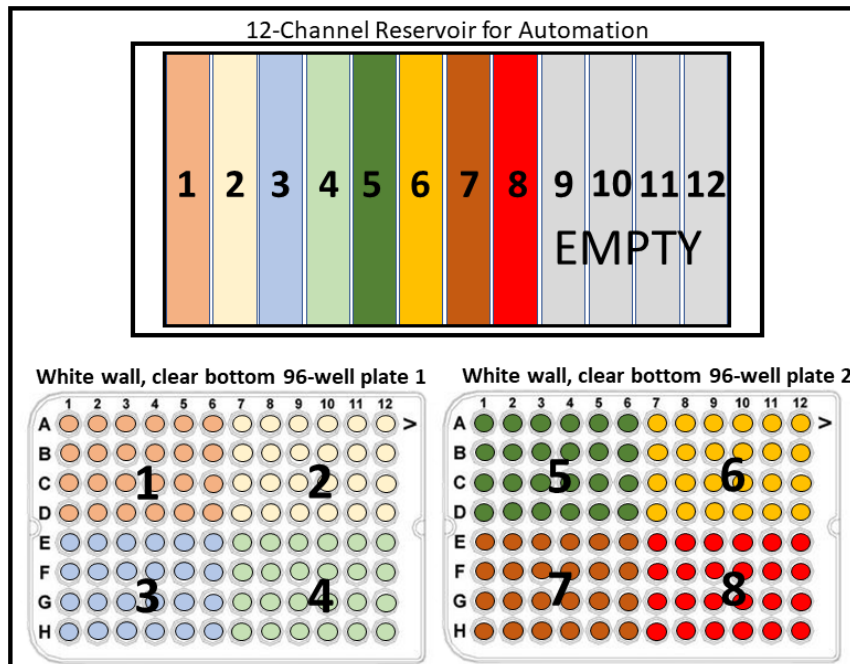 12-Channel Reservoir for Automation
1 2 3 4 5 6 7 8 9 10 11 12
EMPTY
White wall, clear bottom 96-well plate 1
1 2 3 4 5 6 7 8 9 10 11 12
A >
B
C
D
1 2
E
F
G
H
3 4
White wall, clear bottom 96-well plate 2
1 2 3 4 5 6 7 8 9 10 11 12
A >
B
C
D
5 6
E
F
G
H
7 8